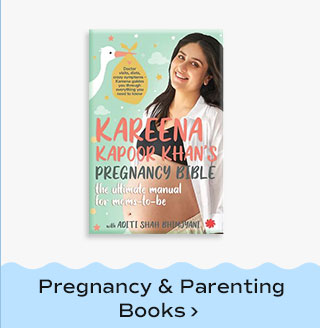 Doctor
visits, diets,
crazy symptoms -
Kareena guides
you through
everything you
need to know
KAREENA
KAPOOR KHAN'S
PREGNANCY BIBLE
the ultimate manual
for moms-to-be
with ADITI SHAH BHIMJYANI
Pregnancy & Parenting
Books ›